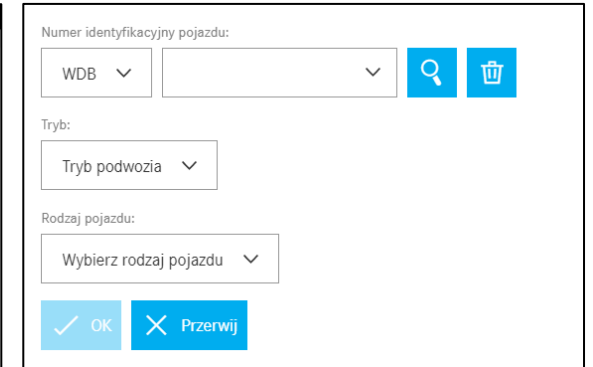 Numer identyfikacyjny pojazdu:
WDB
Tryb:
Tryb podwozia
Rodzaj pojazdu:
Wybierz rodzaj pojazdu
OK Przerwij